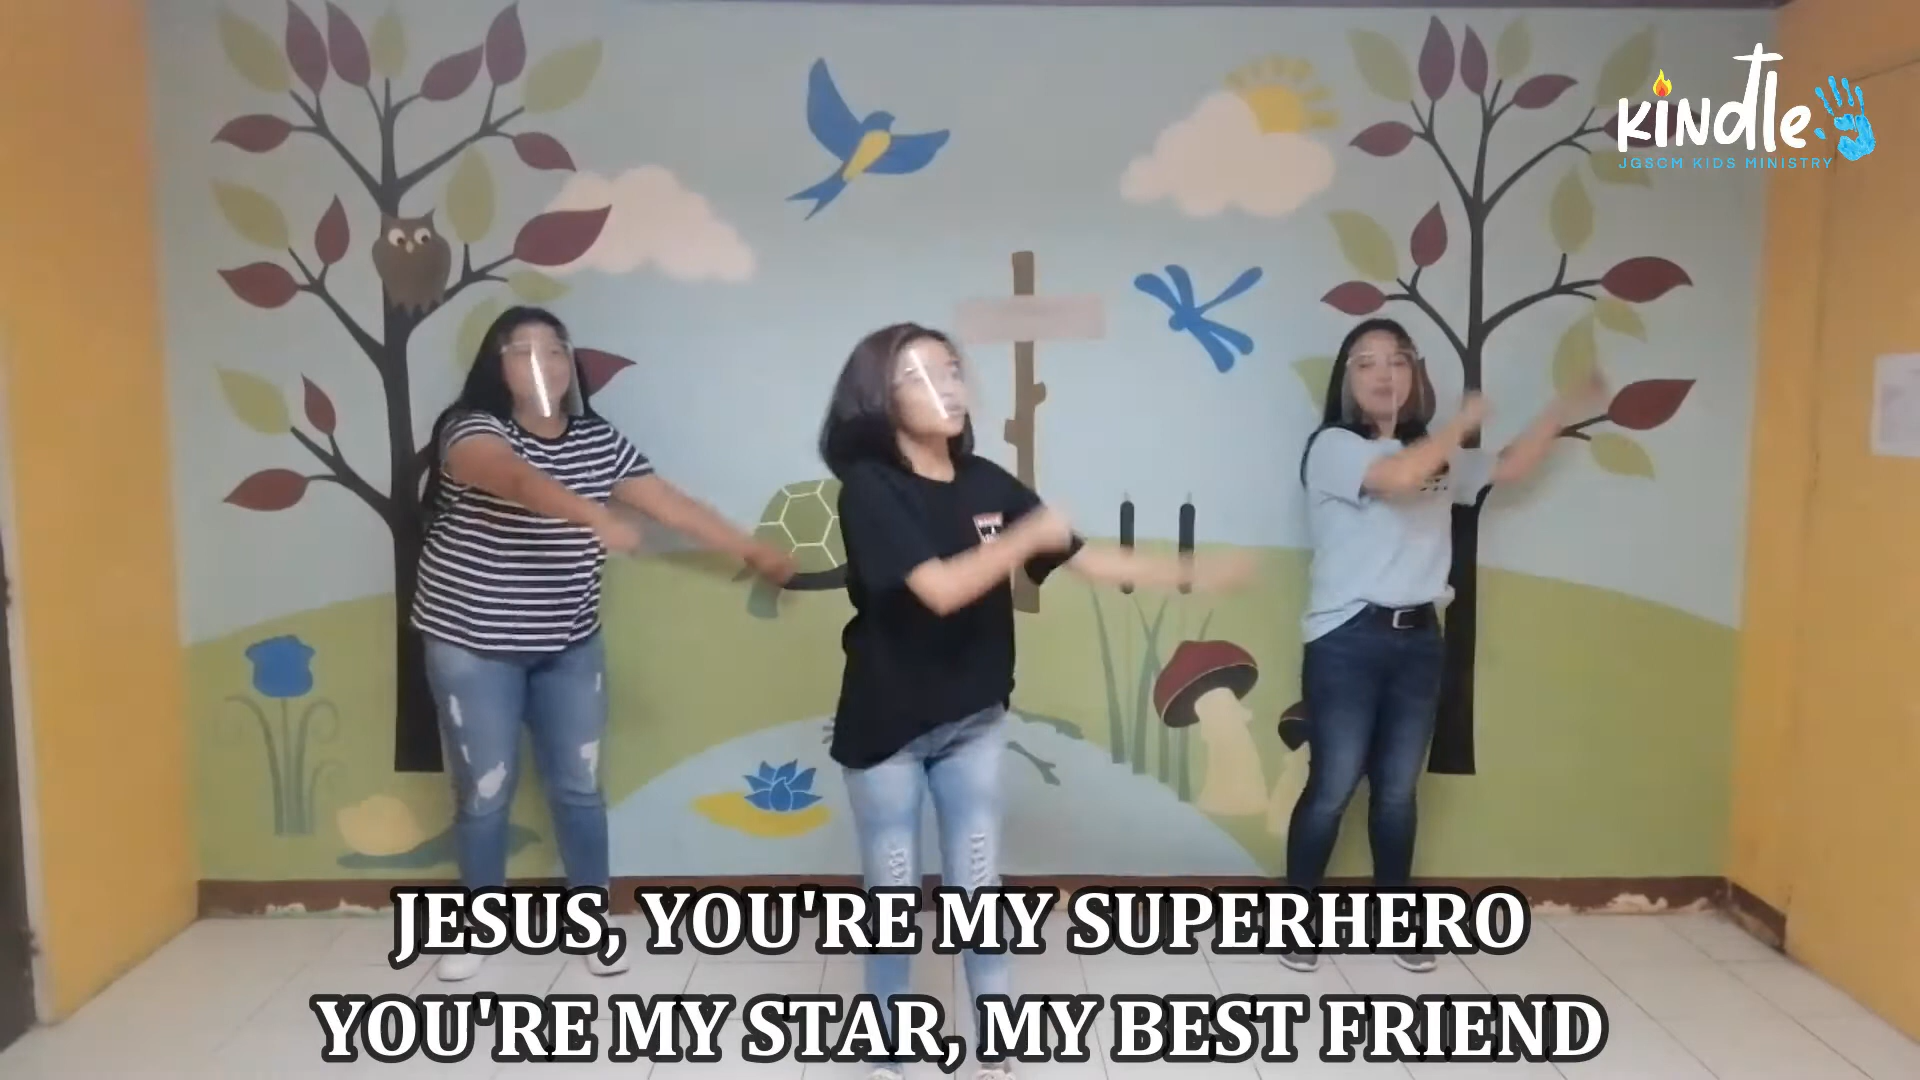 kindle
JGSCM KIDS MINISTRY
JESUS, YOU'RE MY SUPERHERO
YOU'RE MY STAR, MY BEST FRIEND